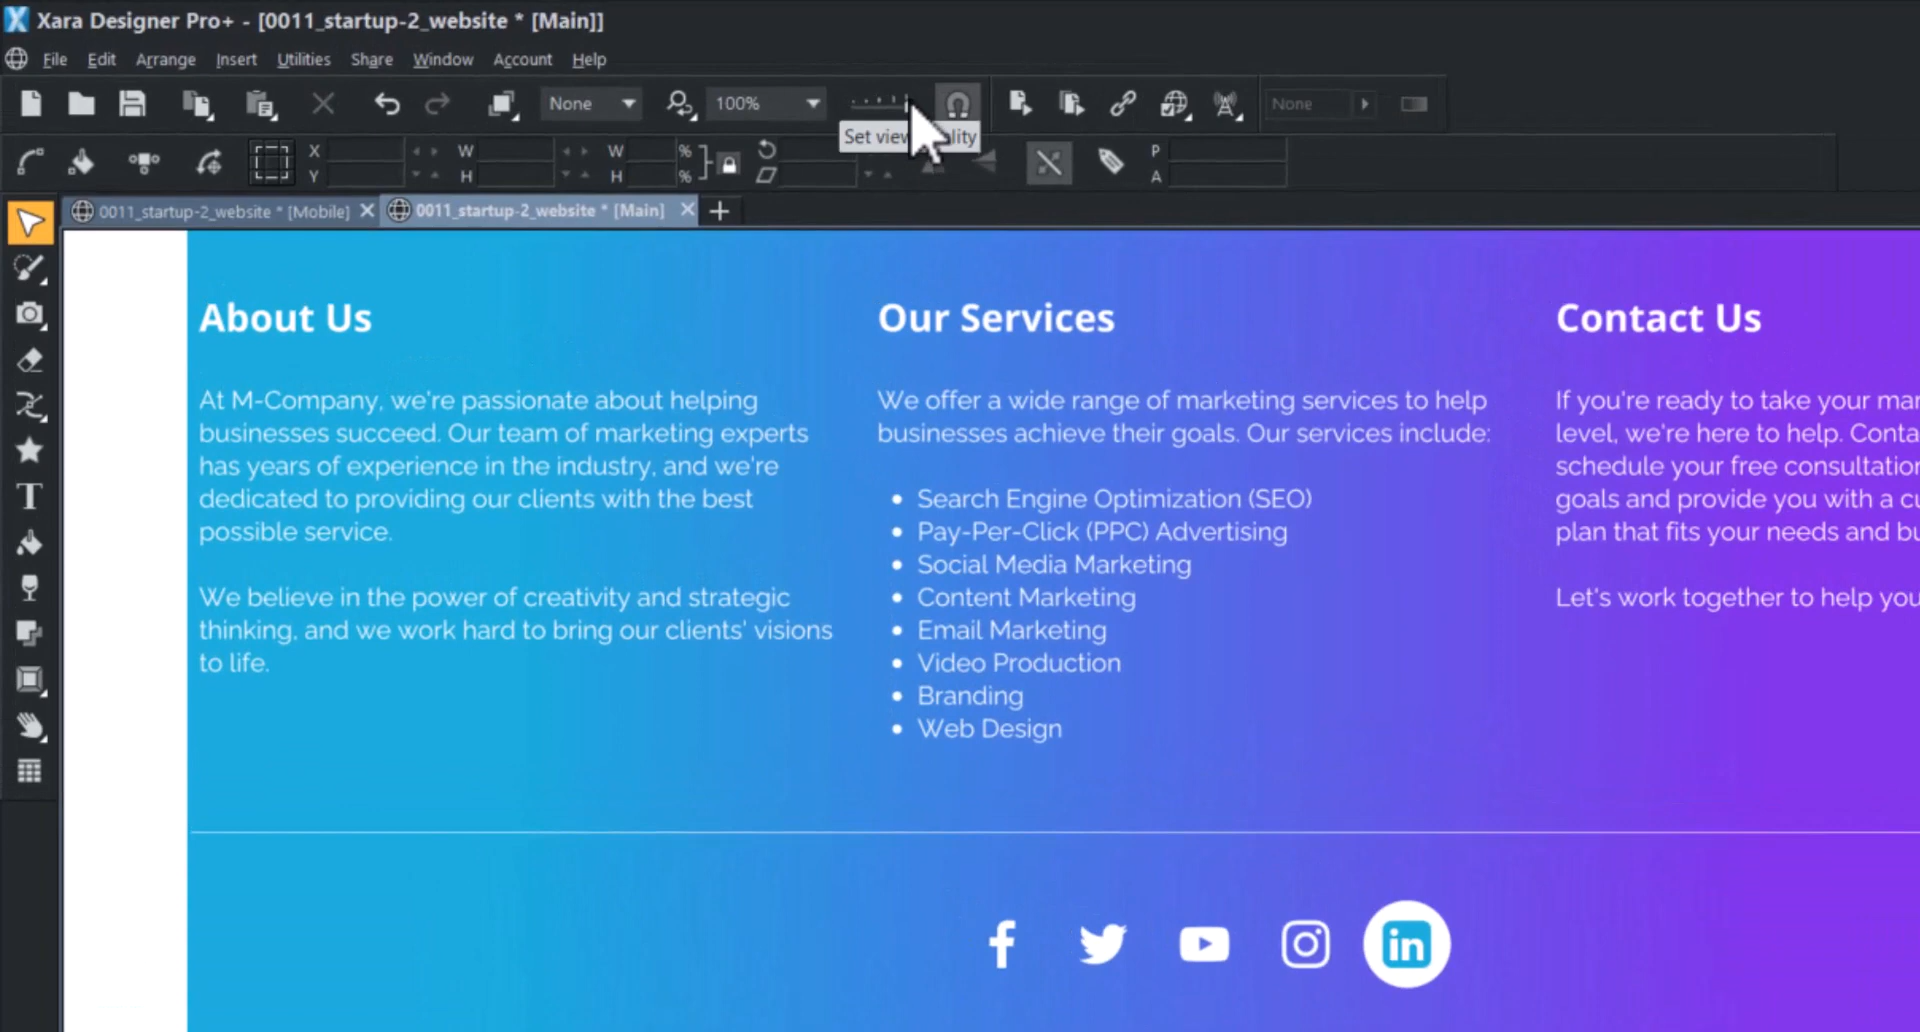 Xara Designer Pro+ - [0011_startup-2_website * [Main]]
File Edit Arrange Insert Utilities Share Window Account Help
None 100% None
Set view lity
X W W % P
Y H H % A
0011_startup-2_website * [Mobile] 0011_startup-2_website * [Main]
T
About Us
At M-Company, we're passionate about helping
businesses succeed. Our team of marketing experts
has years of experience in the industry, and we're
dedicated to providing our clients with the best
possible service.
We believe in the power of creativity and strategic
thinking, and we work hard to bring our clients' visions
to life.
Our Services
We offer a wide range of marketing services to help
businesses achieve their goals. Our services include:
• Search Engine Optimization (SEO)
• Pay-Per-Click (PPC) Advertising
• Social Media Marketing
• Content Marketing
• Email Marketing
• Video Production
• Branding
• Web Design
Contact Us
If you're ready to take your mar
level, we're here to help. Conta
schedule your free consultation
goals and provide you with a cu
plan that fits your needs and bu
Let's work together to help you
in